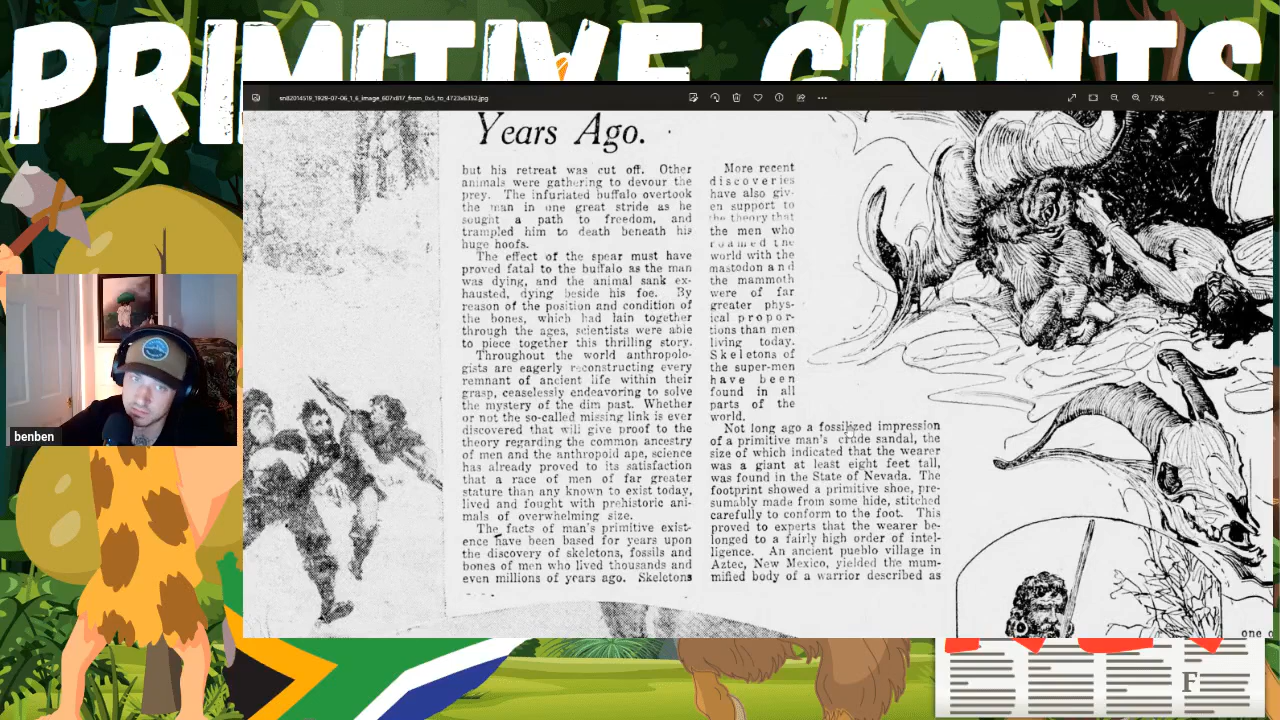 PRIMITIVE GIANTS
sn82014519_1929-07-06_1_6_image_607x817_from_0x5_to_4723x6352.jpg
75%
Years Ago.
but his retreat was cut off. Other
animals were gathering to devour the
prey. The infuriated buffalo overtook
the man in one great stride as he
sought a path to freedom, and
trampled him to death beneath his
huge hoofs.
The effect of the spear must have
proved fatal to the buffalo as the man
was dying, and the animal sank ex-
hausted, dying beside his foe. By
reason of the position and condition of
the bones, which had lain together
through the ages, scientists were able
to piece together this thrilling story.
Throughout the world anthropolo-
gists are eagerly reconstructing every
remnant of ancient life within their
grasp, ceaselessly endeavoring to solve
the mystery of the dim past. Whether
or not the so-called missing link is ever
discovered that will give proof to the
theory regarding the common ancestry
of men and the anthropoid ape, science
has already proved to its satisfaction
that a race of men of far greater
stature than any known to exist today,
lived and fought with prehistoric ani-
mals of overwhelming size.
The facts of man's primitive exist-
ence have been based for years upon
the discovery of skeletons, fossils and
bones of men who lived thousands and
even millions of years ago. Skeletons
More recent
discoveries
have also giv-
en support to
the theory that
the men who
roamed the
world with the
mastodon and
the mammoth
were of far
greater phys-
ical propor-
tions than men
living today.
Skeletons of
the super-men
have been
found in all
parts of the
world.
Not long ago a fossilized impression
of a primitive man's crude sandal, the
size of which indicated that the wearer
was a giant at least eight feet tall,
was found in the State of Nevada. The
footprint showed a primitive shoe, pre-
sumably made from some hide, stitched
carefully to conform to the foot. This
proved to experts that the wearer be-
longed to a fairly high order of intel-
ligence. An ancient pueblo village in
Aztec, New Mexico, yielded the mum-
mified body of a warrior described as
one
benben
F